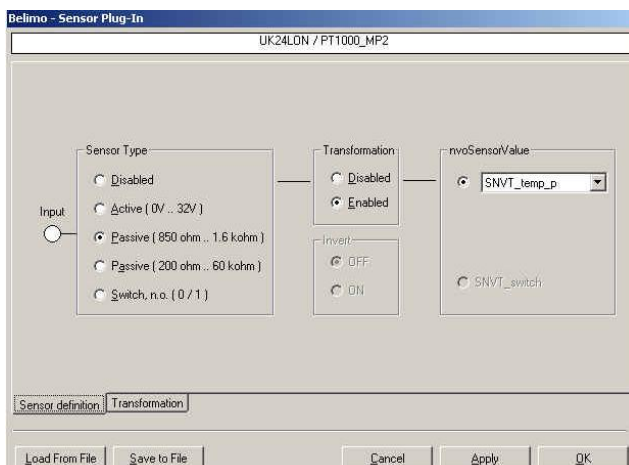 Belimo - Sensor Plug-In
UK24LON / PT1000_MP2
Sensor Type
Disabled
Active ( 0V .. 32V )
Passive ( 850 ohm .. 1.6 kohm )
Passive ( 200 ohm .. 60 kohm )
Switch, n.o. ( 0 / 1 )
Input
Transformation
Disabled
Enabled
Invert
OFF
ON
nvoSensorValue
SNVT_temp_p
SNVT_switch
Sensor definition
Transformation
Load From File
Save to File
Cancel
Apply
OK